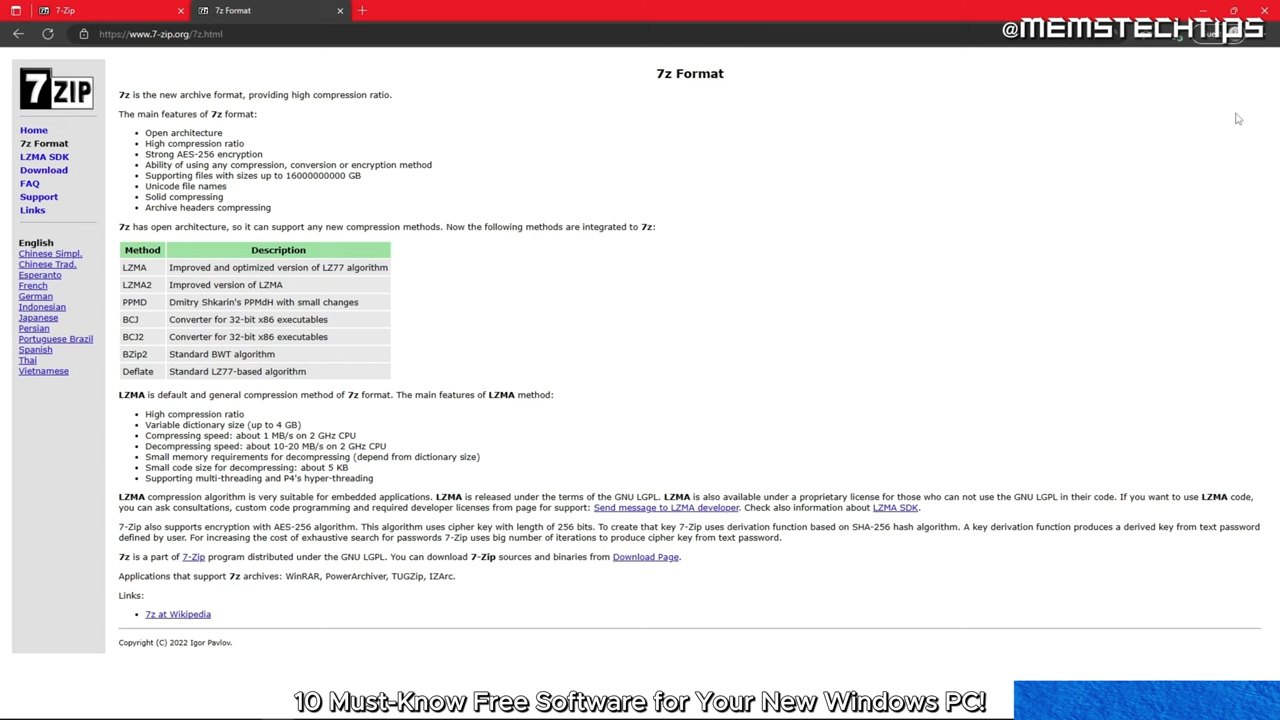 7-Zip
7z Format
https://www.7-zip.org/7z.html
@MEMSTECHTIPS
7ZIP
Home
7z Format
LZMA SDK
Download
FAQ
Support
Links
English
Chinese Simpl.
Chinese Trad.
Esperanto
French
German
Indonesian
Japanese
Persian
Portuguese Brazil
Spanish
Thai
Vietnamese
7z Format
7z is the new archive format, providing high compression ratio.
The main features of 7z format:
• Open architecture
• High compression ratio
• Strong AES-256 encryption
• Ability of using any compression, conversion or encryption method
• Supporting files with sizes up to 16000000000 GB
• Unicode file names
• Solid compressing
• Archive headers compressing
7z has open architecture, so it can support any new compression methods. Now the following methods are integrated to 7z:
Method Description
LZMA Improved and optimized version of LZ77 algorithm
LZMA2 Improved version of LZMA
PPMD Dmitry Shkarin's PPMdH with small changes
BCJ Converter for 32-bit x86 executables
BCJ2 Converter for 32-bit x86 executables
BZip2 Standard BWT algorithm
Deflate Standard LZ77-based algorithm
LZMA is default and general compression method of 7z format. The main features of LZMA method:
• High compression ratio
• Variable dictionary size (up to 4 GB)
• Compressing speed: about 1 MB/s on 2 GHz CPU
• Decompressing speed: about 10-20 MB/s on 2 GHz CPU
• Small memory requirements for decompressing (depend from dictionary size)
• Small code size for decompressing: about 5 KB
• Supporting multi-threading and P4's hyper-threading
LZMA compression algorithm is very suitable for embedded applications. LZMA is released under the terms of the GNU LGPL. LZMA is also available under a proprietary license for those who can not use the GNU LGPL in their code. If you want to use LZMA code,
you can ask consultations, custom code programming and required developer licenses from page for support: Send message to LZMA developer. Check also information about LZMA SDK.
7-Zip also supports encryption with AES-256 algorithm. This algorithm uses cipher key with length of 256 bits. To create that key 7-Zip uses derivation function based on SHA-256 hash algorithm. A key derivation function produces a derived key from text password
defined by user. For increasing the cost of exhaustive search for passwords 7-Zip uses big number of iterations to produce cipher key from text password.
7z is a part of 7-Zip program distributed under the GNU LGPL. You can download 7-Zip sources and binaries from Download Page.
Applications that support 7z archives: WinRAR, PowerArchiver, TUGZip, IZArc.
Links:
• 7z at Wikipedia
Copyright (C) 2022 Igor Pavlov.
10 Must-Know Free Software for Your New Windows PC!